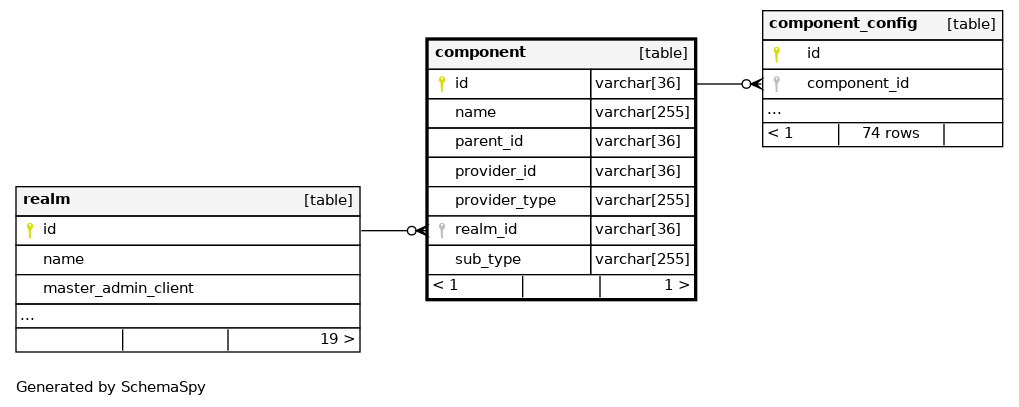 component_config [table]
id
component_id
...
< 1 74 rows
component [table]
id varchar[36]
name varchar[255]
parent_id varchar[36]
provider_id varchar[36]
provider_type varchar[255]
realm_id varchar[36]
sub_type varchar[255]
< 1 1 >
realm [table]
id
name
master_admin_client
...
19 >
Generated by SchemaSpy